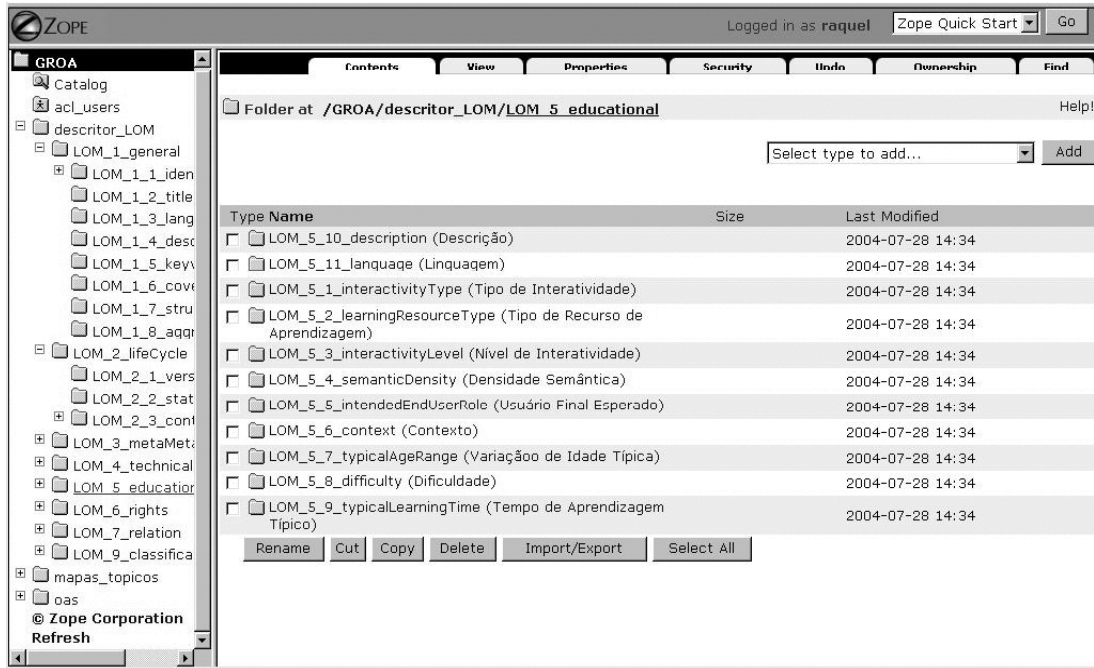 ZOPE
Logged in as raquel
Zope Quick Start
Go
GROA
Catalog
acl_users
descritor_LOM
LOM_1_general
LOM_1_1_iden
LOM_1_2_title
LOM_1_3_lang
LOM_1_4_desc
LOM_1_5_keyv
LOM_1_6_cove
LOM_1_7_stru
LOM_1_8_aggr
LOM_2_lifeCycle
LOM_2_1_vers
LOM_2_2_stat
LOM_2_3_cont
LOM_3_metaMeta
LOM_4_technical
LOM_5_education
LOM_6_rights
LOM_7_relation
LOM_9_classifica
mapas_topicos
oas
© Zope Corporation
Refresh
Contents
View
Properties
Security
Undo
Ownership
Find
Folder at /GROA/descritor_LOM/LOM_5_educational
Help!
Select type to add...
Add
Type Name Size Last Modified
LOM_5_10_description (Descrição) 2004-07-28 14:34
LOM_5_11_language (Linguagem) 2004-07-28 14:34
LOM_5_1_interactivityType (Tipo de Interatividade) 2004-07-28 14:34
LOM_5_2_learningResourceType (Tipo de Recurso de
Aprendizagem) 2004-07-28 14:34
LOM_5_3_interactivityLevel (Nível de Interatividade) 2004-07-28 14:34
LOM_5_4_semanticDensity (Densidade Semântica) 2004-07-28 14:34
LOM_5_5_intendedEndUserRole (Usuário Final Esperado) 2004-07-28 14:34
LOM_5_6_context (Contexto) 2004-07-28 14:34
LOM_5_7_typicalAgeRange (Variaçãoo de Idade Típica) 2004-07-28 14:34
LOM_5_8_difficulty (Dificuldade) 2004-07-28 14:34
LOM_5_9_typicalLearningTime (Tempo de Aprendizagem
Típico) 2004-07-28 14:34
Rename
Cut
Copy
Delete
Import/Export
Select All